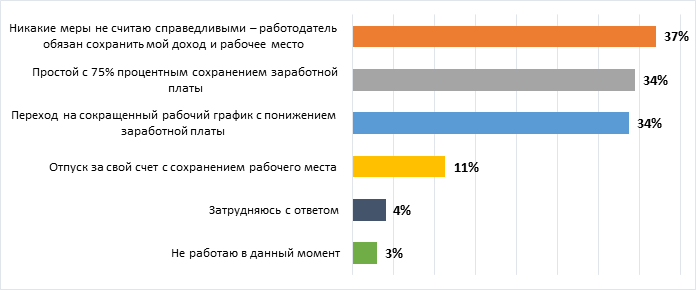 Никакие меры не считаю справедливыми – работодатель
обязан сохранить мой доход и рабочее место
37%
Простой с 75% процентным сохранением заработной
платы
34%
Переход на сокращенный рабочий график с понижением
заработной платы
34%
Отпуск за свой счет с сохранением рабочего места
11%
Затрудняюсь с ответом
4%
Не работаю в данный момент
3%